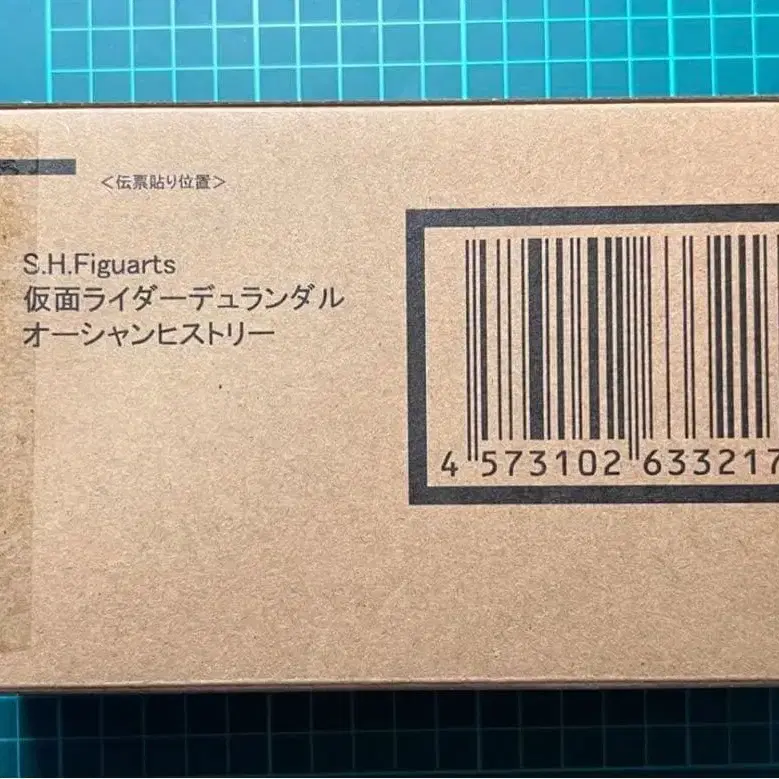 ＜伝票貼り位置＞
S.H.Figuarts
仮面ライダーデュランダル
オーシャンヒストリー
4 573102 633217